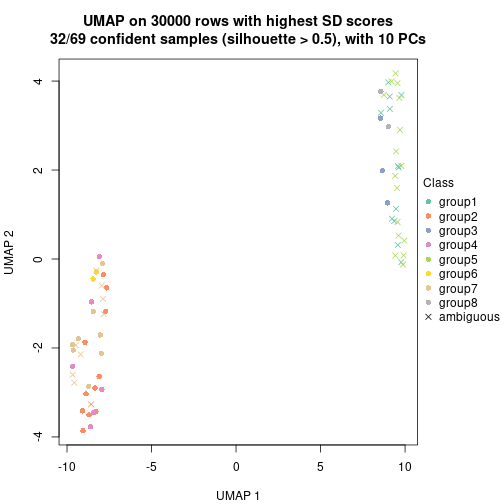 UMAP on 30000 rows with highest SD scores
32/69 confident samples (silhouette > 0.5), with 10 PCs
4
2
0
-2
-4
UMAP 2
-10
-5
0
5
10
UMAP 1
Class
group1
group2
group3
group4
group5
group6
group7
group8
ambiguous